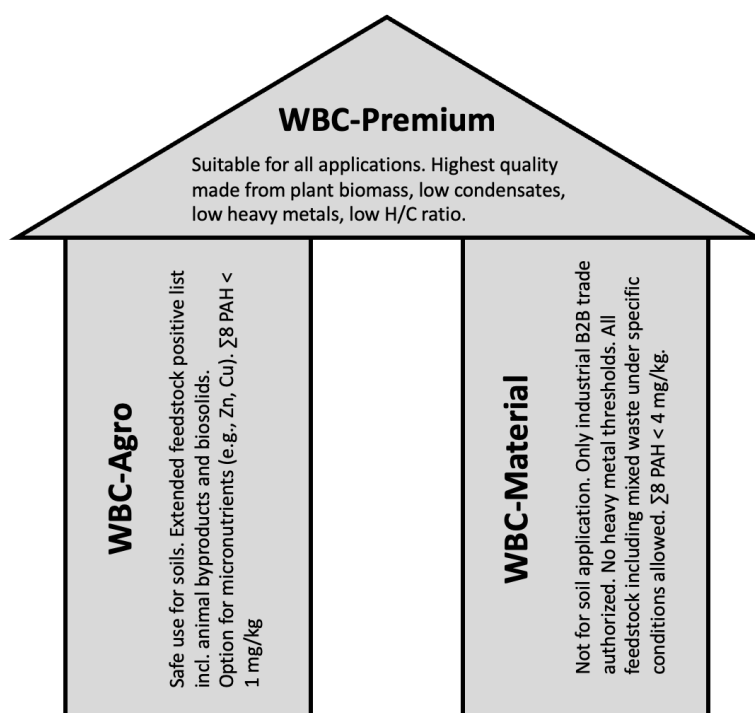 WBC-Premium
Suitable for all applications. Highest quality
made from plant biomass, low condensates,
low heavy metals, low H/C ratio.
WBC-Agro
Safe use for soils. Extended feedstock positive list
incl. animal byproducts and biosolids.
Option for micronutrients (e.g., Zn, Cu). ∑8 PAH <
1 mg/kg
WBC-Material
Not for soil application. Only industrial B2B trade
authorized. No heavy metal thresholds. All
feedstock including mixed waste under specific
conditions allowed. ∑8 PAH < 4 mg/kg.